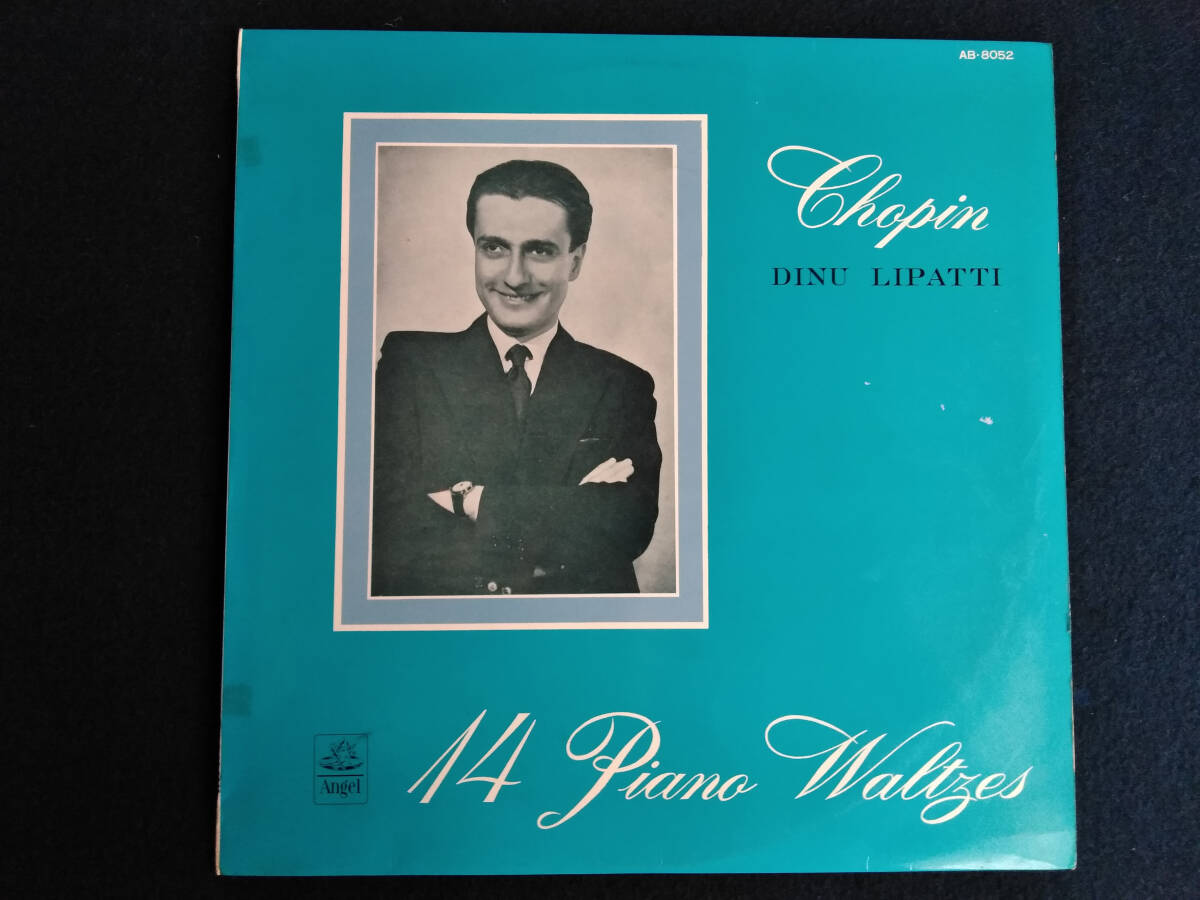 AB-8052
Chopin
DINU LIPATTI
14 Piano Waltzes
Angel